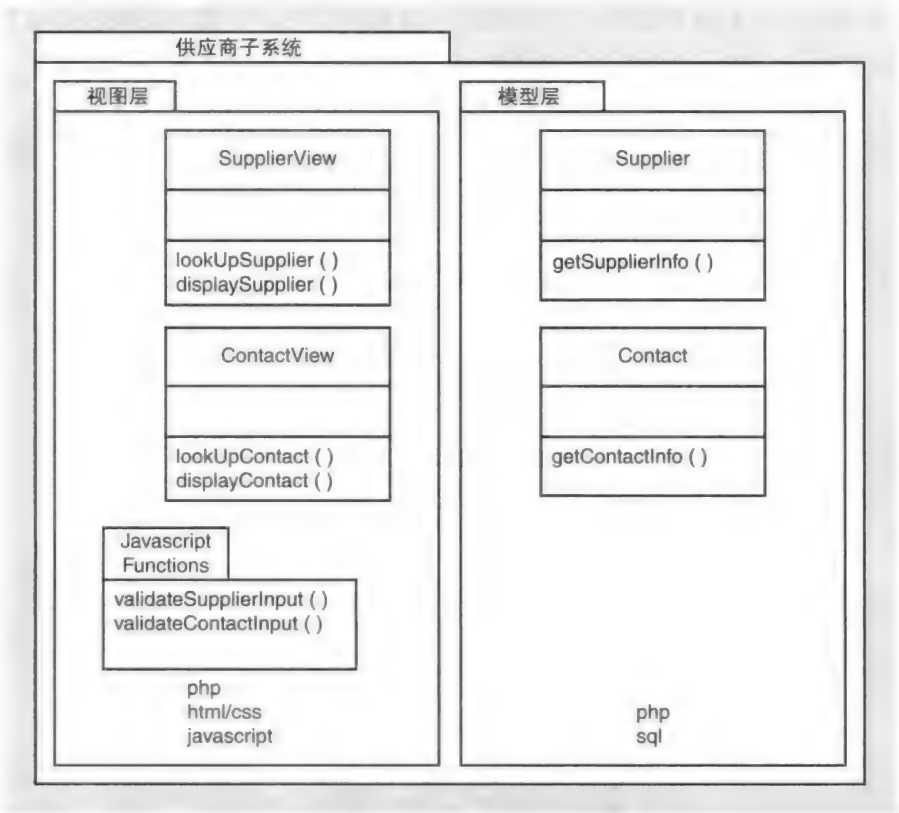 供应商子系统
视图层
SupplierView
lookUpSupplier ( )
displaySupplier ( )
ContactView
lookUpContact ( )
displayContact ( )
Javascript
Functions
validateSupplierInput ( )
validateContactInput ( )
php
html/css
javascript
模型层
Supplier
getSupplierInfo ( )
Contact
getContactInfo ( )
php
sql